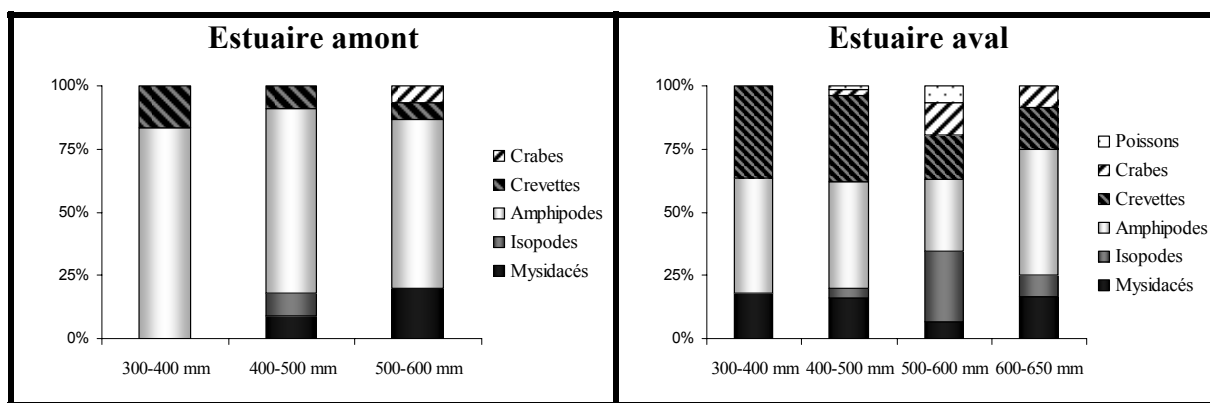 Estuaire amont
100%
75%
50%
25%
0%
300-400 mm 400-500 mm 500-600 mm
Crabes
Crevettes
Amphipodes
Isopodes
Mysidacés
Estuaire aval
100%
75%
50%
25%
0%
300-400 mm 400-500 mm 500-600 mm 600-650 mm
Poissons
Crabes
Crevettes
Amphipodes
Isopodes
Mysidacés